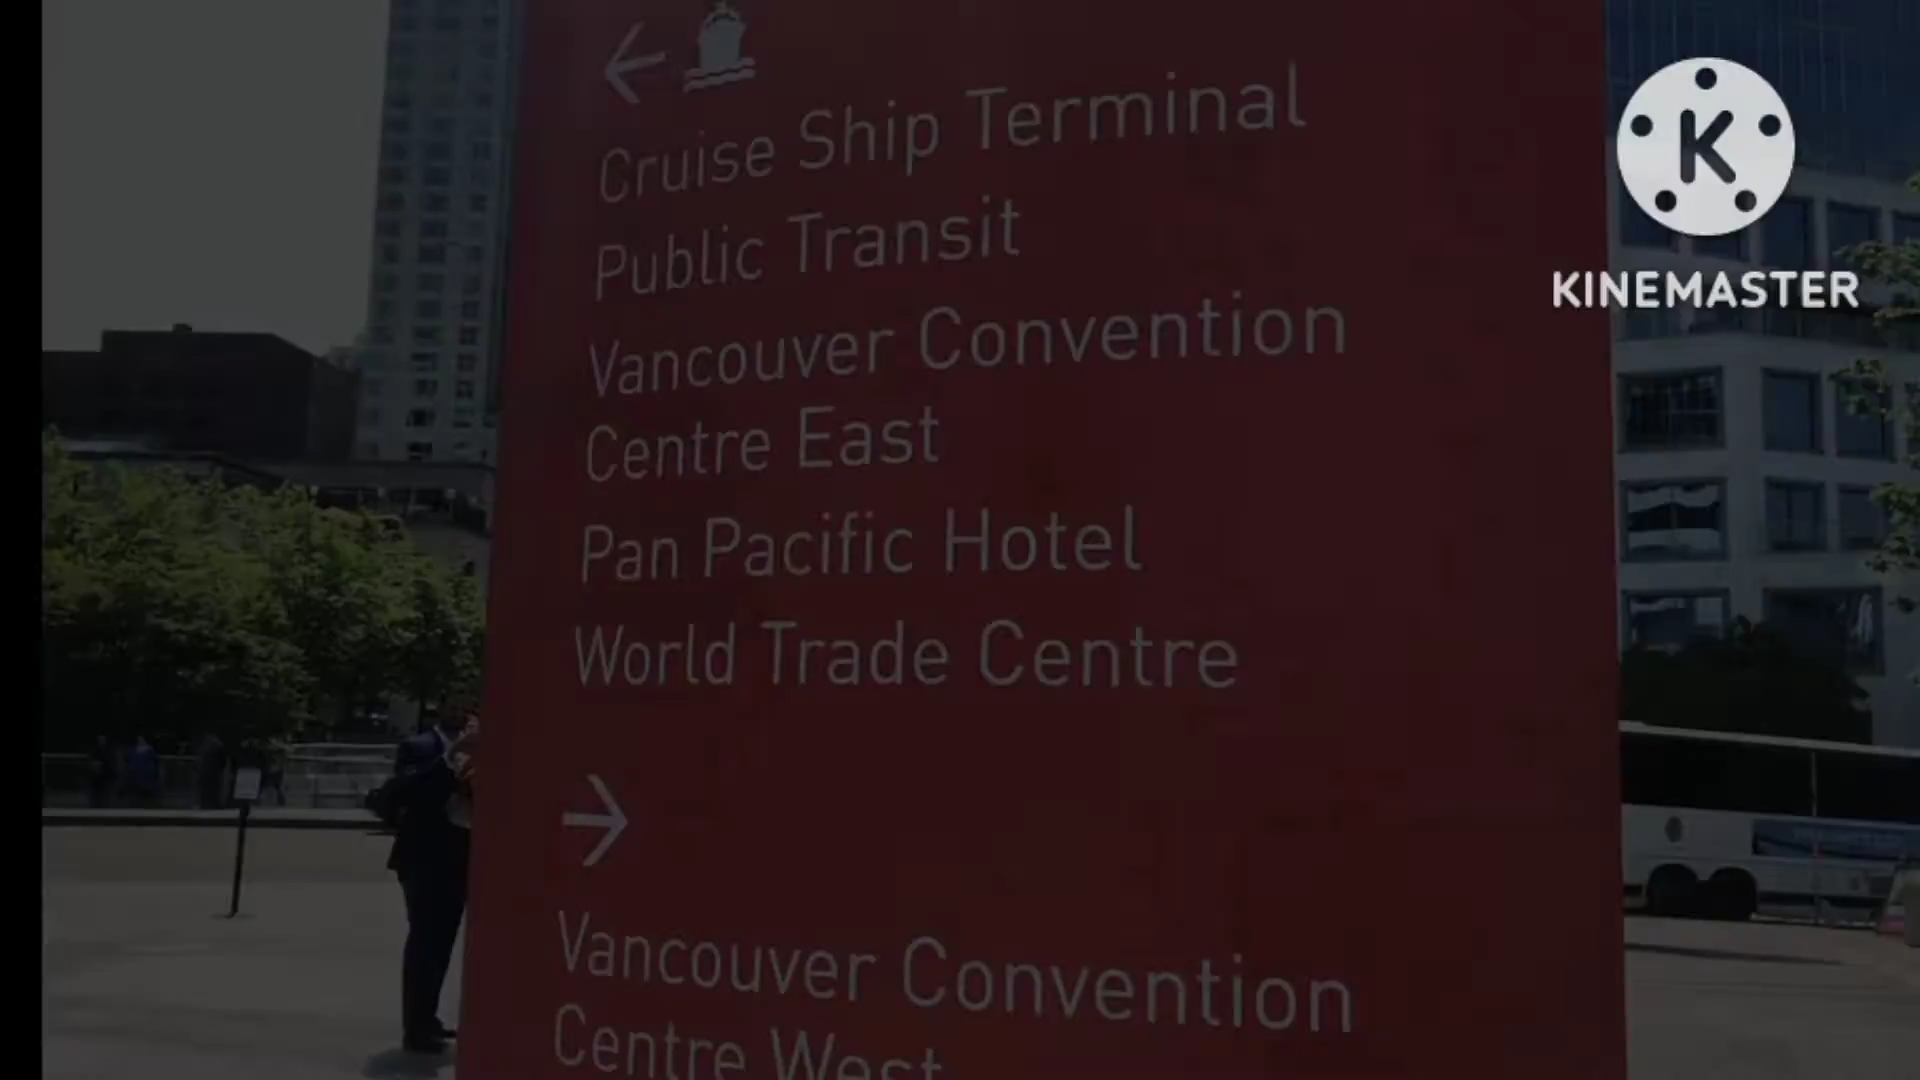 Cruise Ship Terminal
Public Transit
Vancouver Convention
Centre East
Pan Pacific Hotel
World Trade Centre
Vancouver Convention
Centre West
K
KINEMASTER